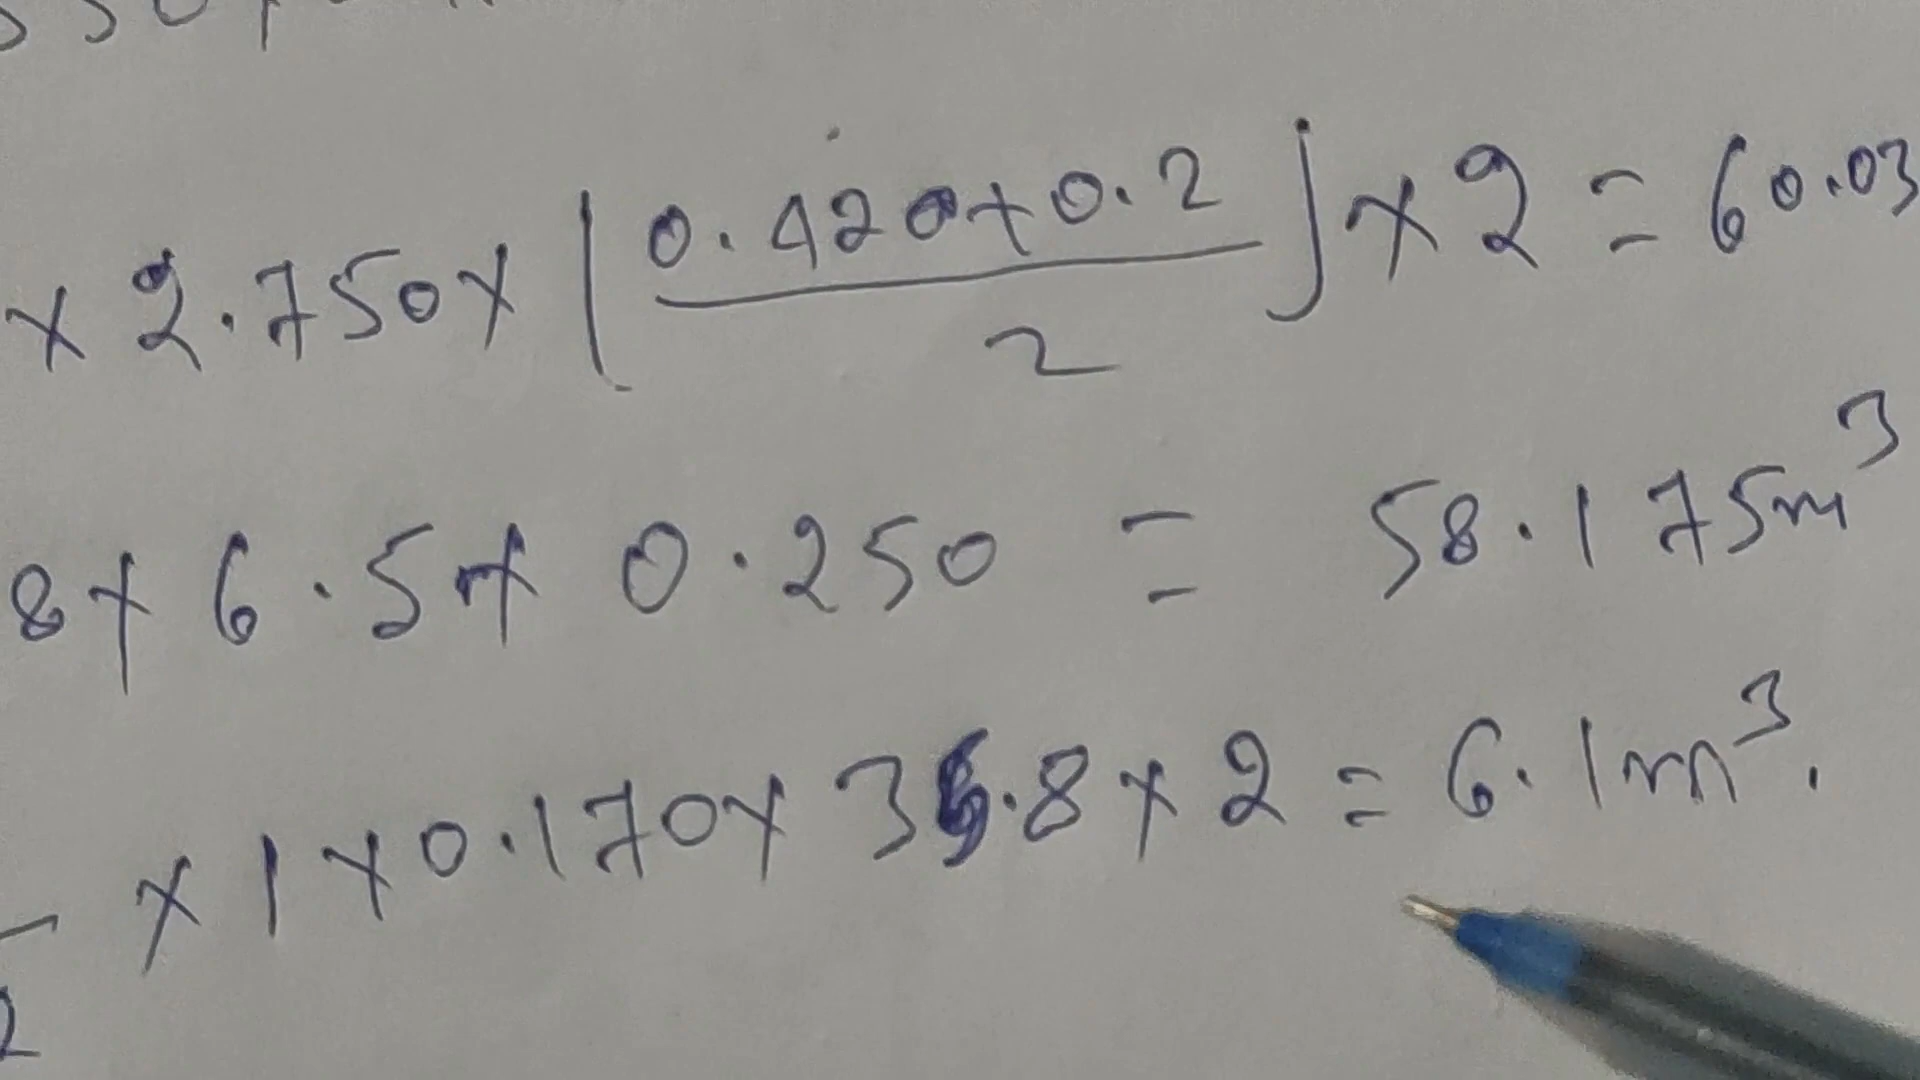 × 2.750 × [0.420+0.2 / 2] × 2 = 60.03
8 × 6.5 × 0.250 = 58.175m³
× 1 × 0.170 × 35.8 × 2 = 6.1m³.
2